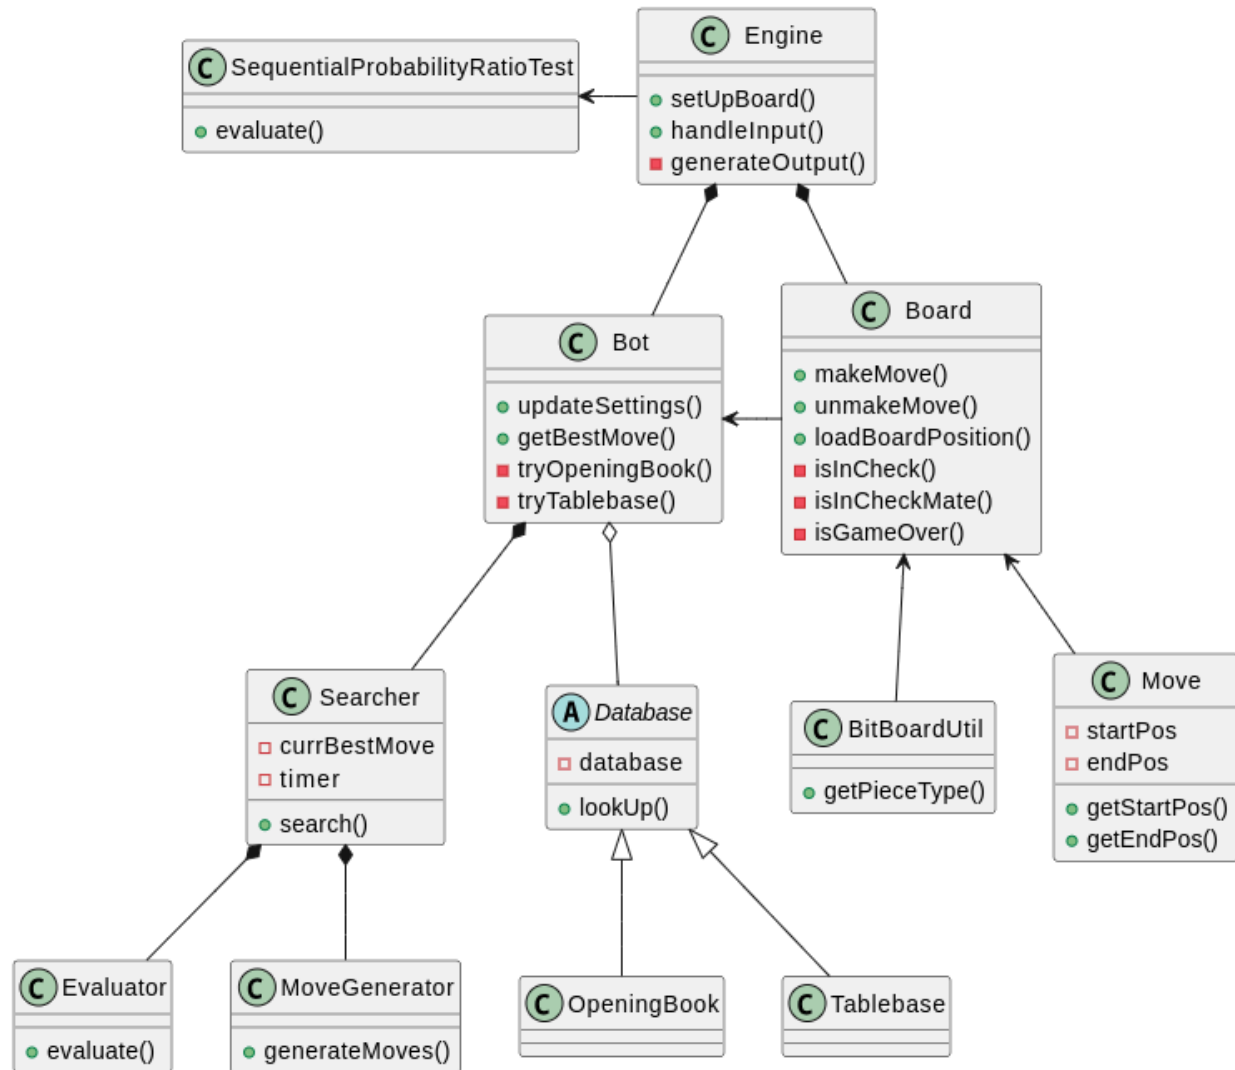 C Engine
setUpBoard()
handleInput()
generateOutput()
C SequentialProbabilityRatioTest
evaluate()
C Bot
updateSettings()
getBestMove()
tryOpeningBook()
tryTablebase()
C Board
makeMove()
unmakeMove()
loadBoardPosition()
isInCheck()
isInCheckMate()
isGameOver()
C Searcher
currBestMove
timer
search()
A Database
database
lookUp()
C BitBoardUtil
getPieceType()
C Move
startPos
endPos
getStartPos()
getEndPos()
C Evaluator
evaluate()
C MoveGenerator
generateMoves()
C OpeningBook
C Tablebase